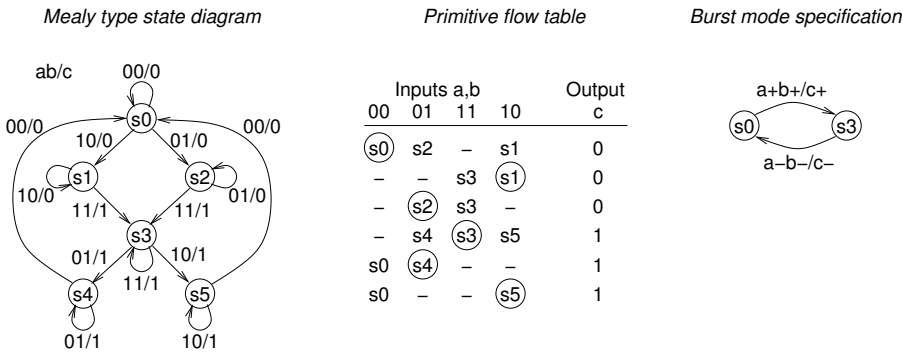 Mealy type state diagram
Primitive flow table
Burst mode specification
ab/c
00/0
00/0
00/0
s0
10/0
01/0
s1
s2
10/0
01/0
11/1
11/1
s3
01/1
10/1
11/1
s4
s5
01/1
10/1
Inputs a,b Output
00 01 11 10 c
s0 s2 – s1 0
– – s3 s1 0
– s2 s3 – 0
– s4 s3 s5 1
s0 s4 – – 1
s0 – – s5 1
a+b+/c+
s0 s3
a−b−/c−